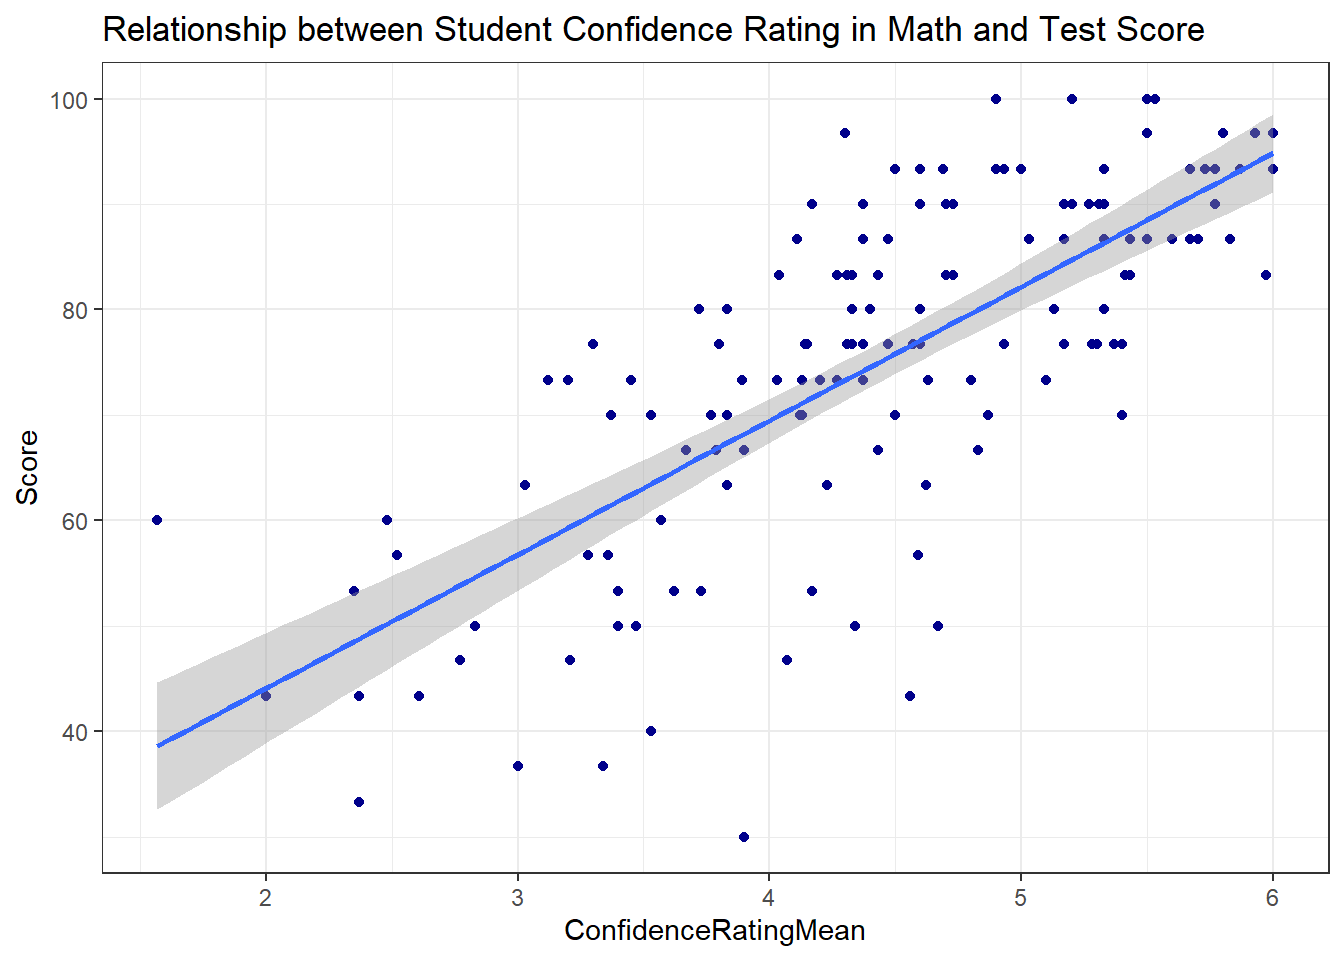 Relationship between Student Confidence Rating in Math and Test Score
100
80
60
40
Score
2 3 4 5 6
ConfidenceRatingMean